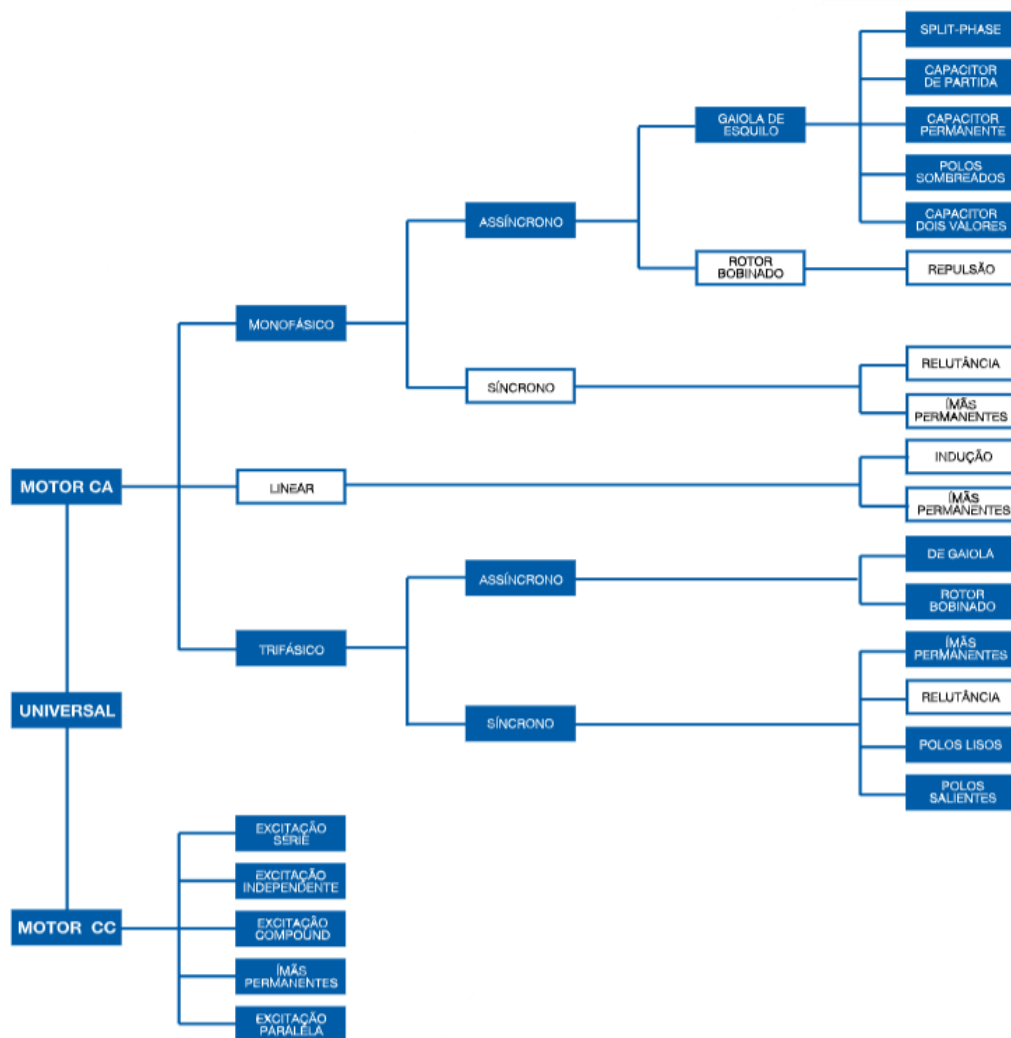 SPLIT-PHASE
CAPACITOR
DE PARTIDA
GAIOLA DE
ESQUILO
CAPACITOR
PERMANENTE
POLOS
SOMBREADOS
ASSÍNCRONO
CAPACITOR
DOIS VALORES
ROTOR
BOBINADO
REPULSÃO
MONOFÁSICO
RELUTÂNCIA
SÍNCRONO
ÍMÃS
PERMANENTES
INDUÇÃO
MOTOR CA
LINEAR
ÍMÃS
PERMANENTES
DE GAIOLA
ASSÍNCRONO
ROTOR
BOBINADO
TRIFÁSICO
ÍMÃS
PERMANENTES
RELUTÂNCIA
UNIVERSAL
SÍNCRONO
POLOS LISOS
POLOS
SALIENTES
EXCITAÇÃO
SÉRIE
EXCITAÇÃO
INDEPENDENTE
MOTOR CC
EXCITAÇÃO
COMPOUND
ÍMÃS
PERMANENTES
EXCITAÇÃO
PARALELA